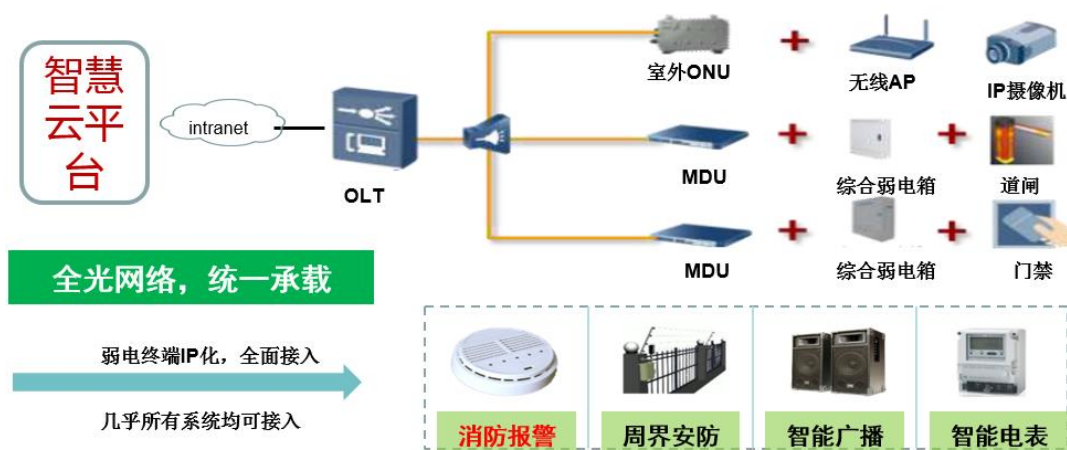 智慧
云平
台
intranet
OLT
室外ONU
无线AP
IP摄像机
MDU
综合弱电箱
道闸
MDU
综合弱电箱
门禁
全光网络，统一承载
弱电终端IP化，全面接入
几乎所有系统均可接入
消防报警
周界安防
智能广播
智能电表